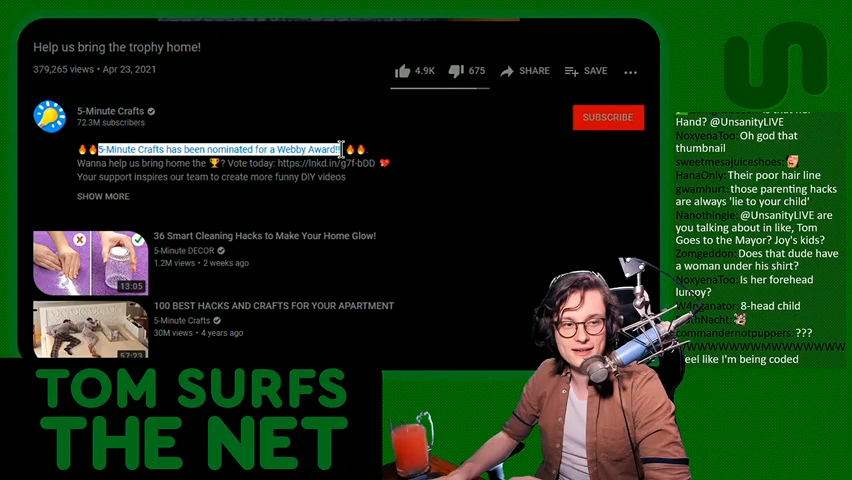 Help us bring the trophy home!
379,265 views • Apr 23, 2021
4.9K 675 SHARE SAVE ...
5-Minute Crafts
72.3M subscribers
SUBSCRIBE
🔥🔥5-Minute Crafts has been nominated for a Webby Award!! 🔥🔥.
Wanna help us bring home the 🏆? Vote today: https://lnkd.in/g7f-bDD 💖
Your support inspires our team to create more funny DIY videos
SHOW MORE
36 Smart Cleaning Hacks to Make Your Home Glow!
5-Minute DECOR
1.2M views • 2 weeks ago
13:05
100 BEST HACKS AND CRAFTS FOR YOUR APARTMENT
5-Minute Crafts
30M views • 4 years ago
57:23
TOM SURFS
THE NET
Hand? @UnsanityLIVE
NoxyenaToo: Oh god that
thumbnail
sweetmesajuiceshoes:
HanaOnly: Their poor hair line
gwamhurt: those parenting hacks
are always 'lie to your child'
Nanothingle: @UnsanityLIVE are
you talking about in like, Tom
Goes to the Mayor? Joy's kids?
Zomgeddon: Does that dude have
a woman under his shirt?
NoxyenaToo: Is her forehead
lumpy?
8-head child
commandernotpuppers: ???
feel like I'm being coded